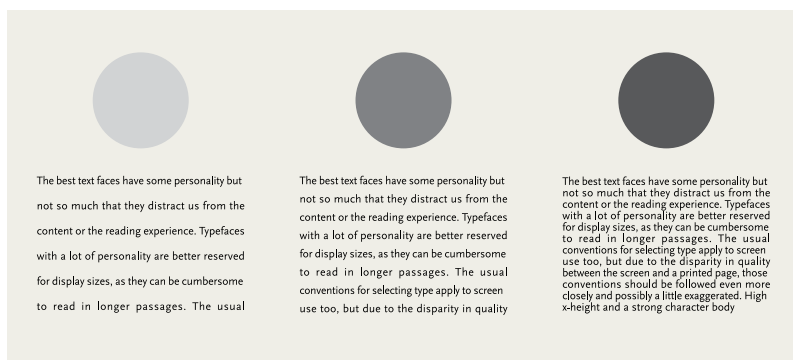 The best text faces have some personality but
not so much that they distract us from the
content or the reading experience. Typefaces
with a lot of personality are better reserved
for display sizes, as they can be cumbersome
to read in longer passages. The usual
The best text faces have some personality but
not so much that they distract us from the
content or the reading experience. Typefaces
with a lot of personality are better reserved
for display sizes, as they can be cumbersome
to read in longer passages. The usual
conventions for selecting type apply to screen
use too, but due to the disparity in quality
The best text faces have some personality but
not so much that they distract us from the
content or the reading experience. Typefaces
with a lot of personality are better reserved
for display sizes, as they can be cumbersome
to read in longer passages. The usual
conventions for selecting type apply to screen
use too, but due to the disparity in quality
between the screen and a printed page, those
conventions should be followed even more
closely and possibly a little exaggerated. High
x-height and a strong character body